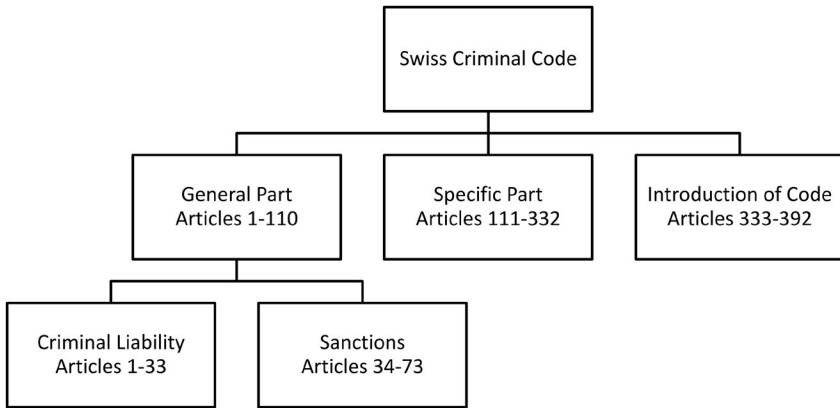 Swiss Criminal Code
General Part
Articles 1-110
Specific Part
Articles 111-332
Introduction of Code
Articles 333-392
Criminal Liability
Articles 1-33
Sanctions
Articles 34-73